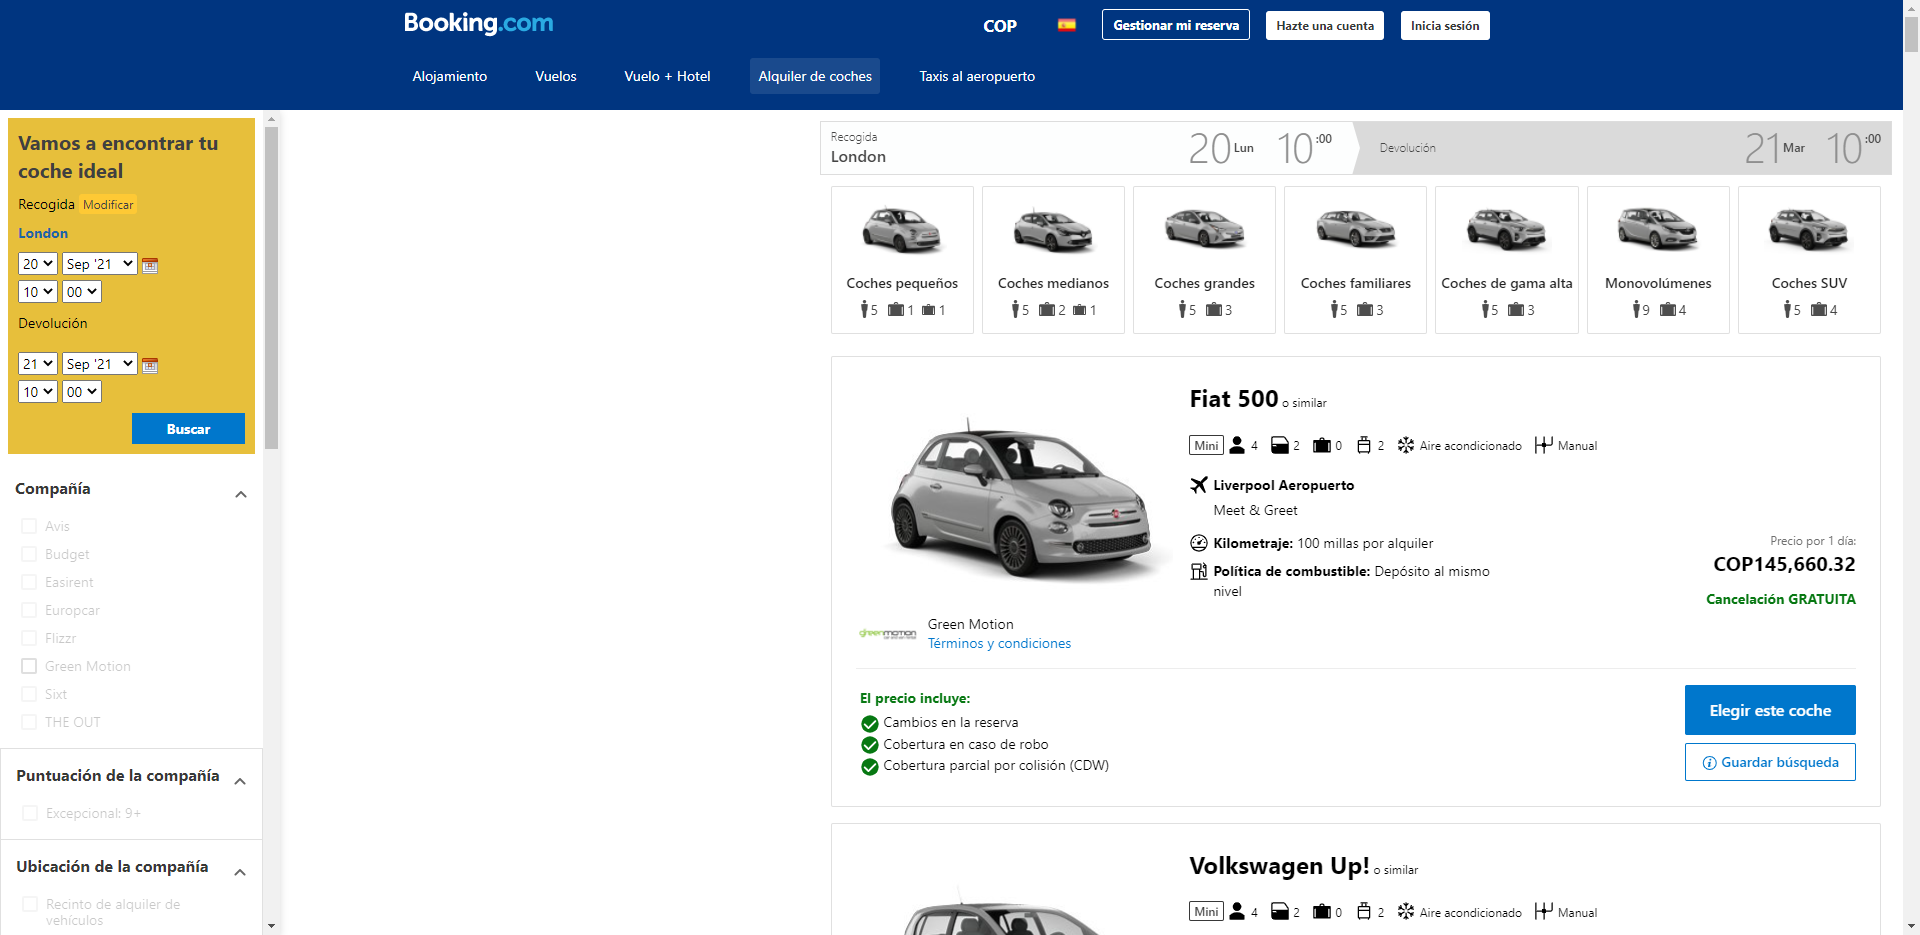 Booking.com
COP
Gestionar mi reserva
Hazte una cuenta
Inicia sesión
Alojamiento
Vuelos
Vuelo + Hotel
Alquiler de coches
Taxis al aeropuerto
Vamos a encontrar tu
coche ideal
Recogida Modificar
London
20 Sep '21
10 00
Devolución
21 Sep '21
10 00
Buscar
Compañía
Avis
Budget
Easirent
Europcar
Flizzr
Green Motion
Sixt
THE OUT
Puntuación de la compañía
Excepcional: 9+
Ubicación de la compañía
Recinto de alquiler de
vehículos
Recogida
London
20 Lun 10 :00
Devolución
21 Mar 10 :00
Coches pequeños
5 1 1
Coches medianos
5 2 1
Coches grandes
5 3
Coches familiares
5 3
Coches de gama alta
5 3
Monovolúmenes
9 4
Coches SUV
5 4
Fiat 500 o similar
Mini 4 2 0 2 Aire acondicionado Manual
Liverpool Aeropuerto
Meet & Greet
Kilometraje: 100 millas por alquiler
Política de combustible: Depósito al mismo
nivel
Precio por 1 día:
COP145,660.32
Cancelación GRATUITA
greenmotion
Green Motion
Términos y condiciones
El precio incluye:
Cambios en la reserva
Cobertura en caso de robo
Cobertura parcial por colisión (CDW)
Elegir este coche
Guardar búsqueda
Volkswagen Up! o similar
Mini 4 2 0 2 Aire acondicionado Manual